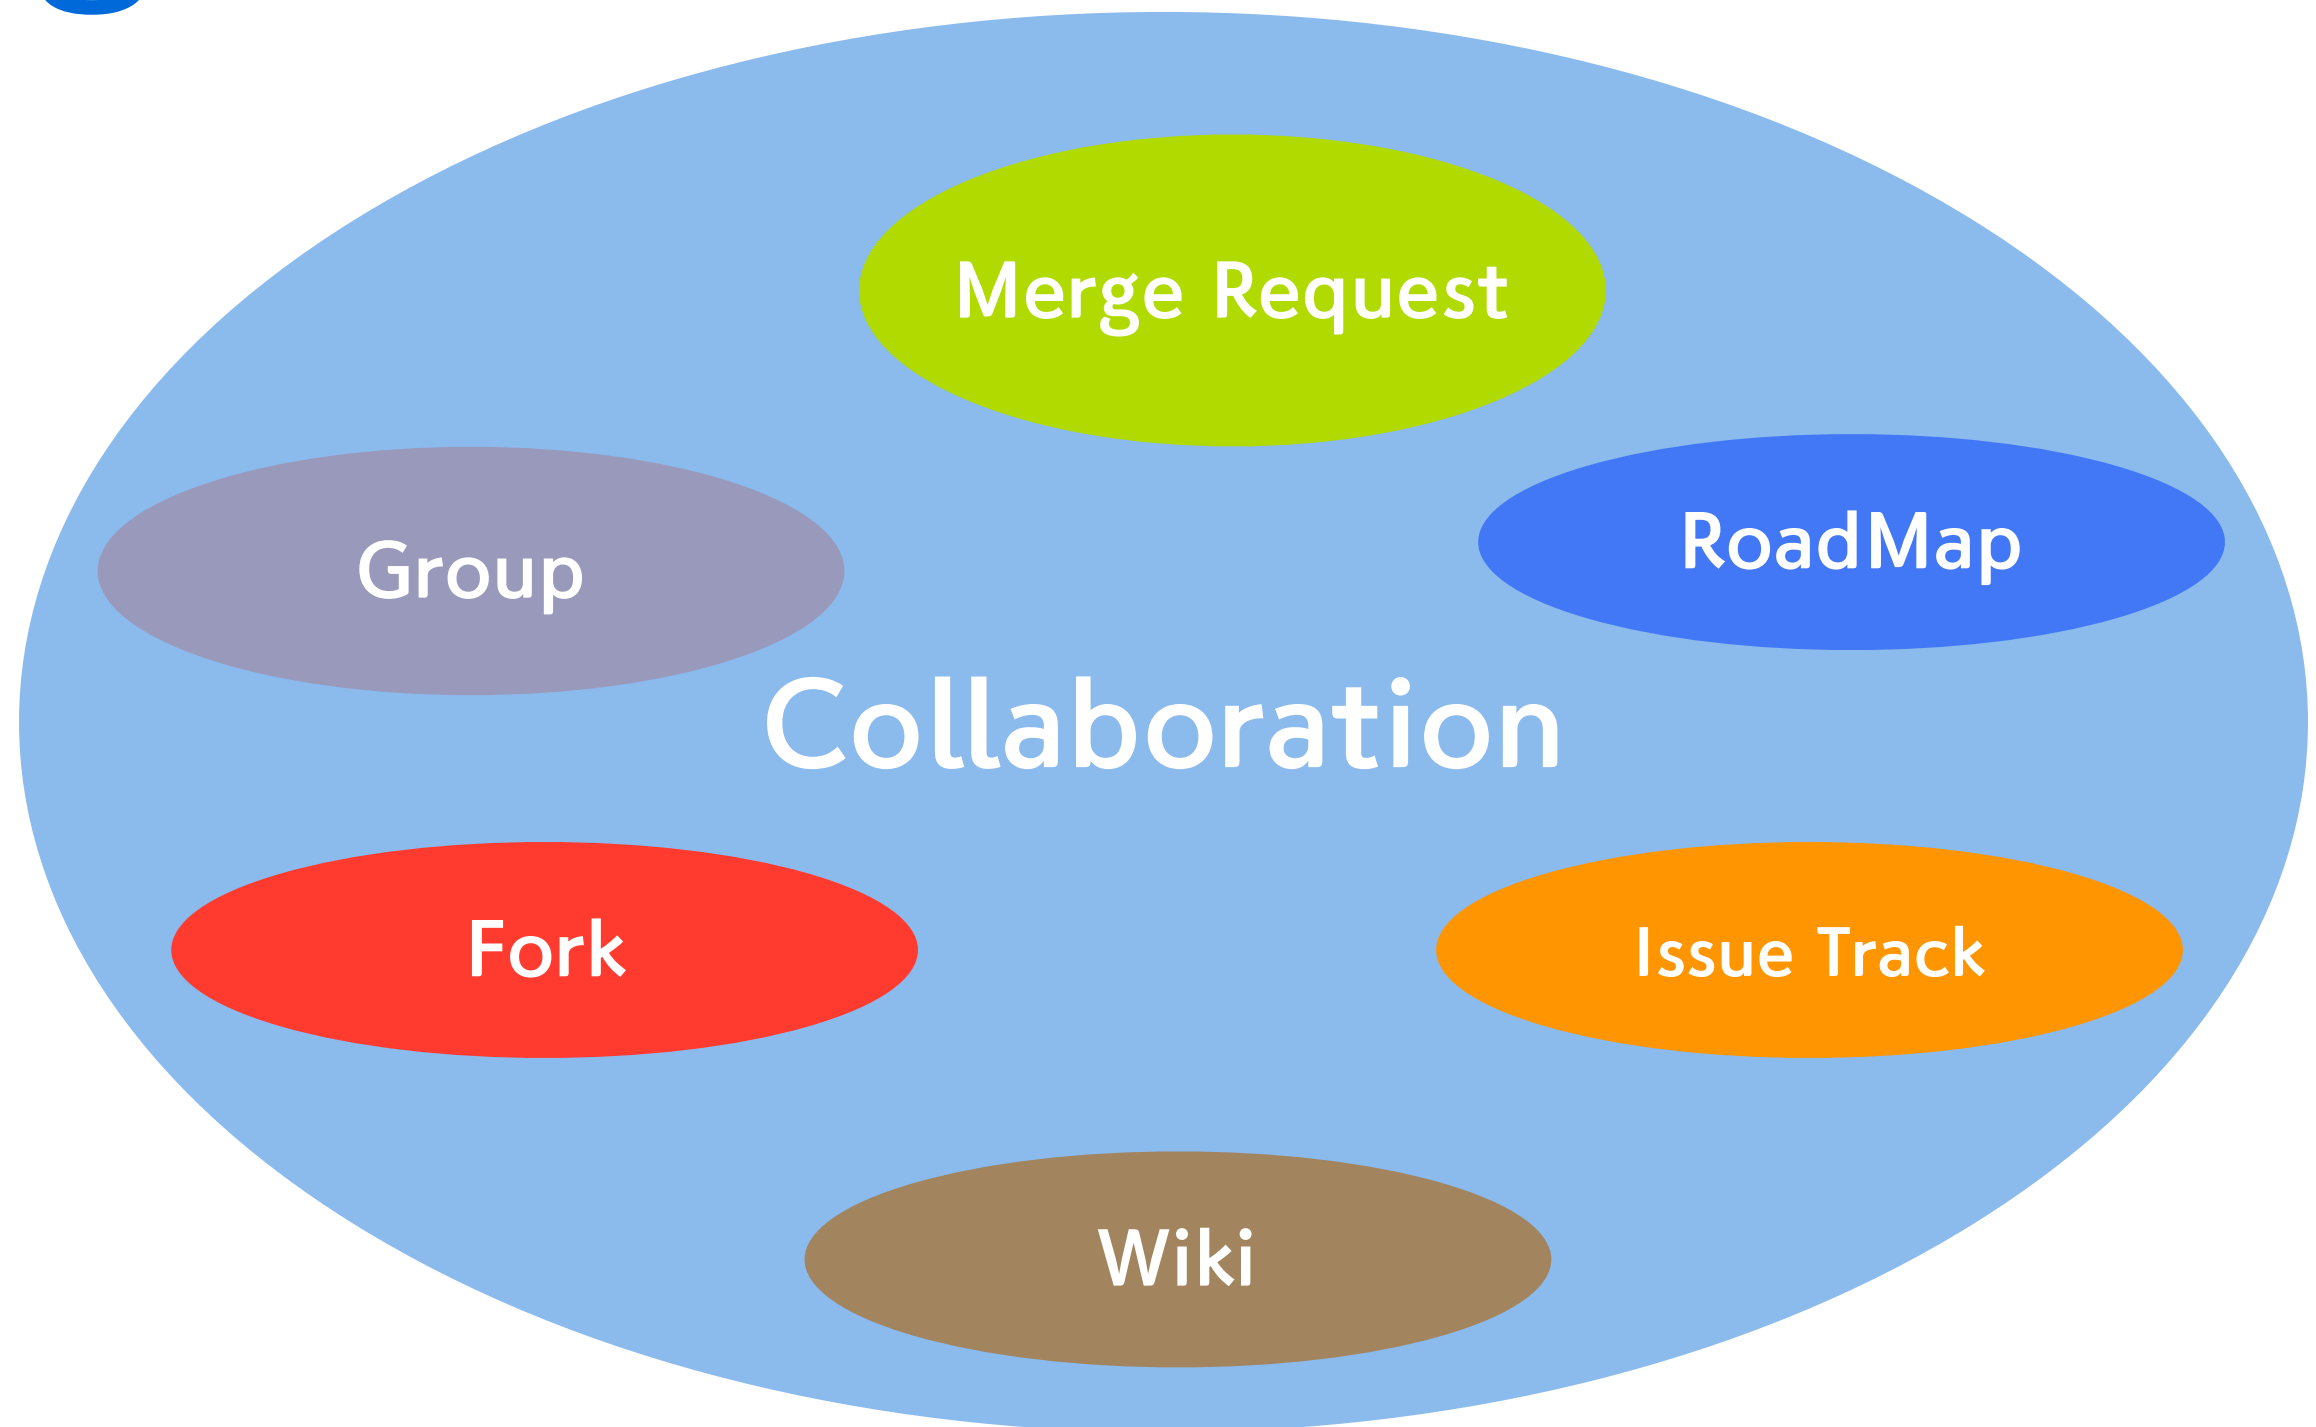 Merge Request
RoadMap
Group
Collaboration
Fork
Issue Track
Wiki